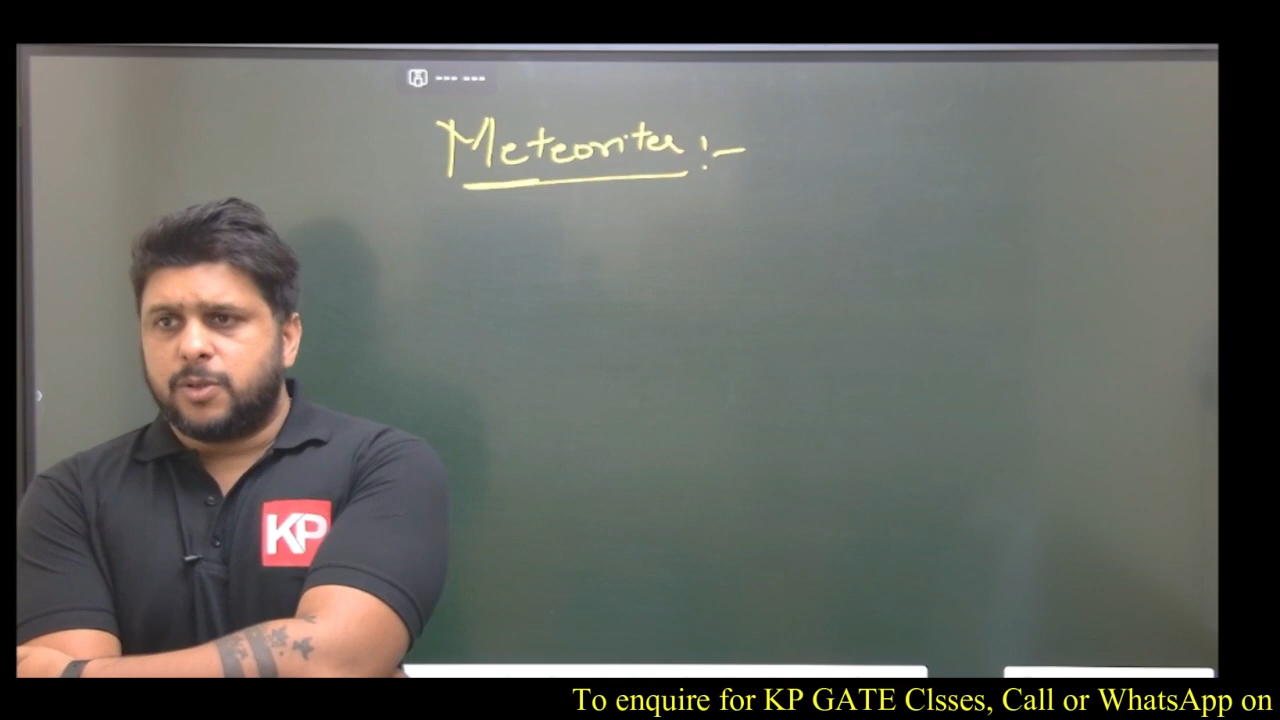 Meteorites :-
KP
To enquire for KP GATE Clsses, Call or WhatsApp on